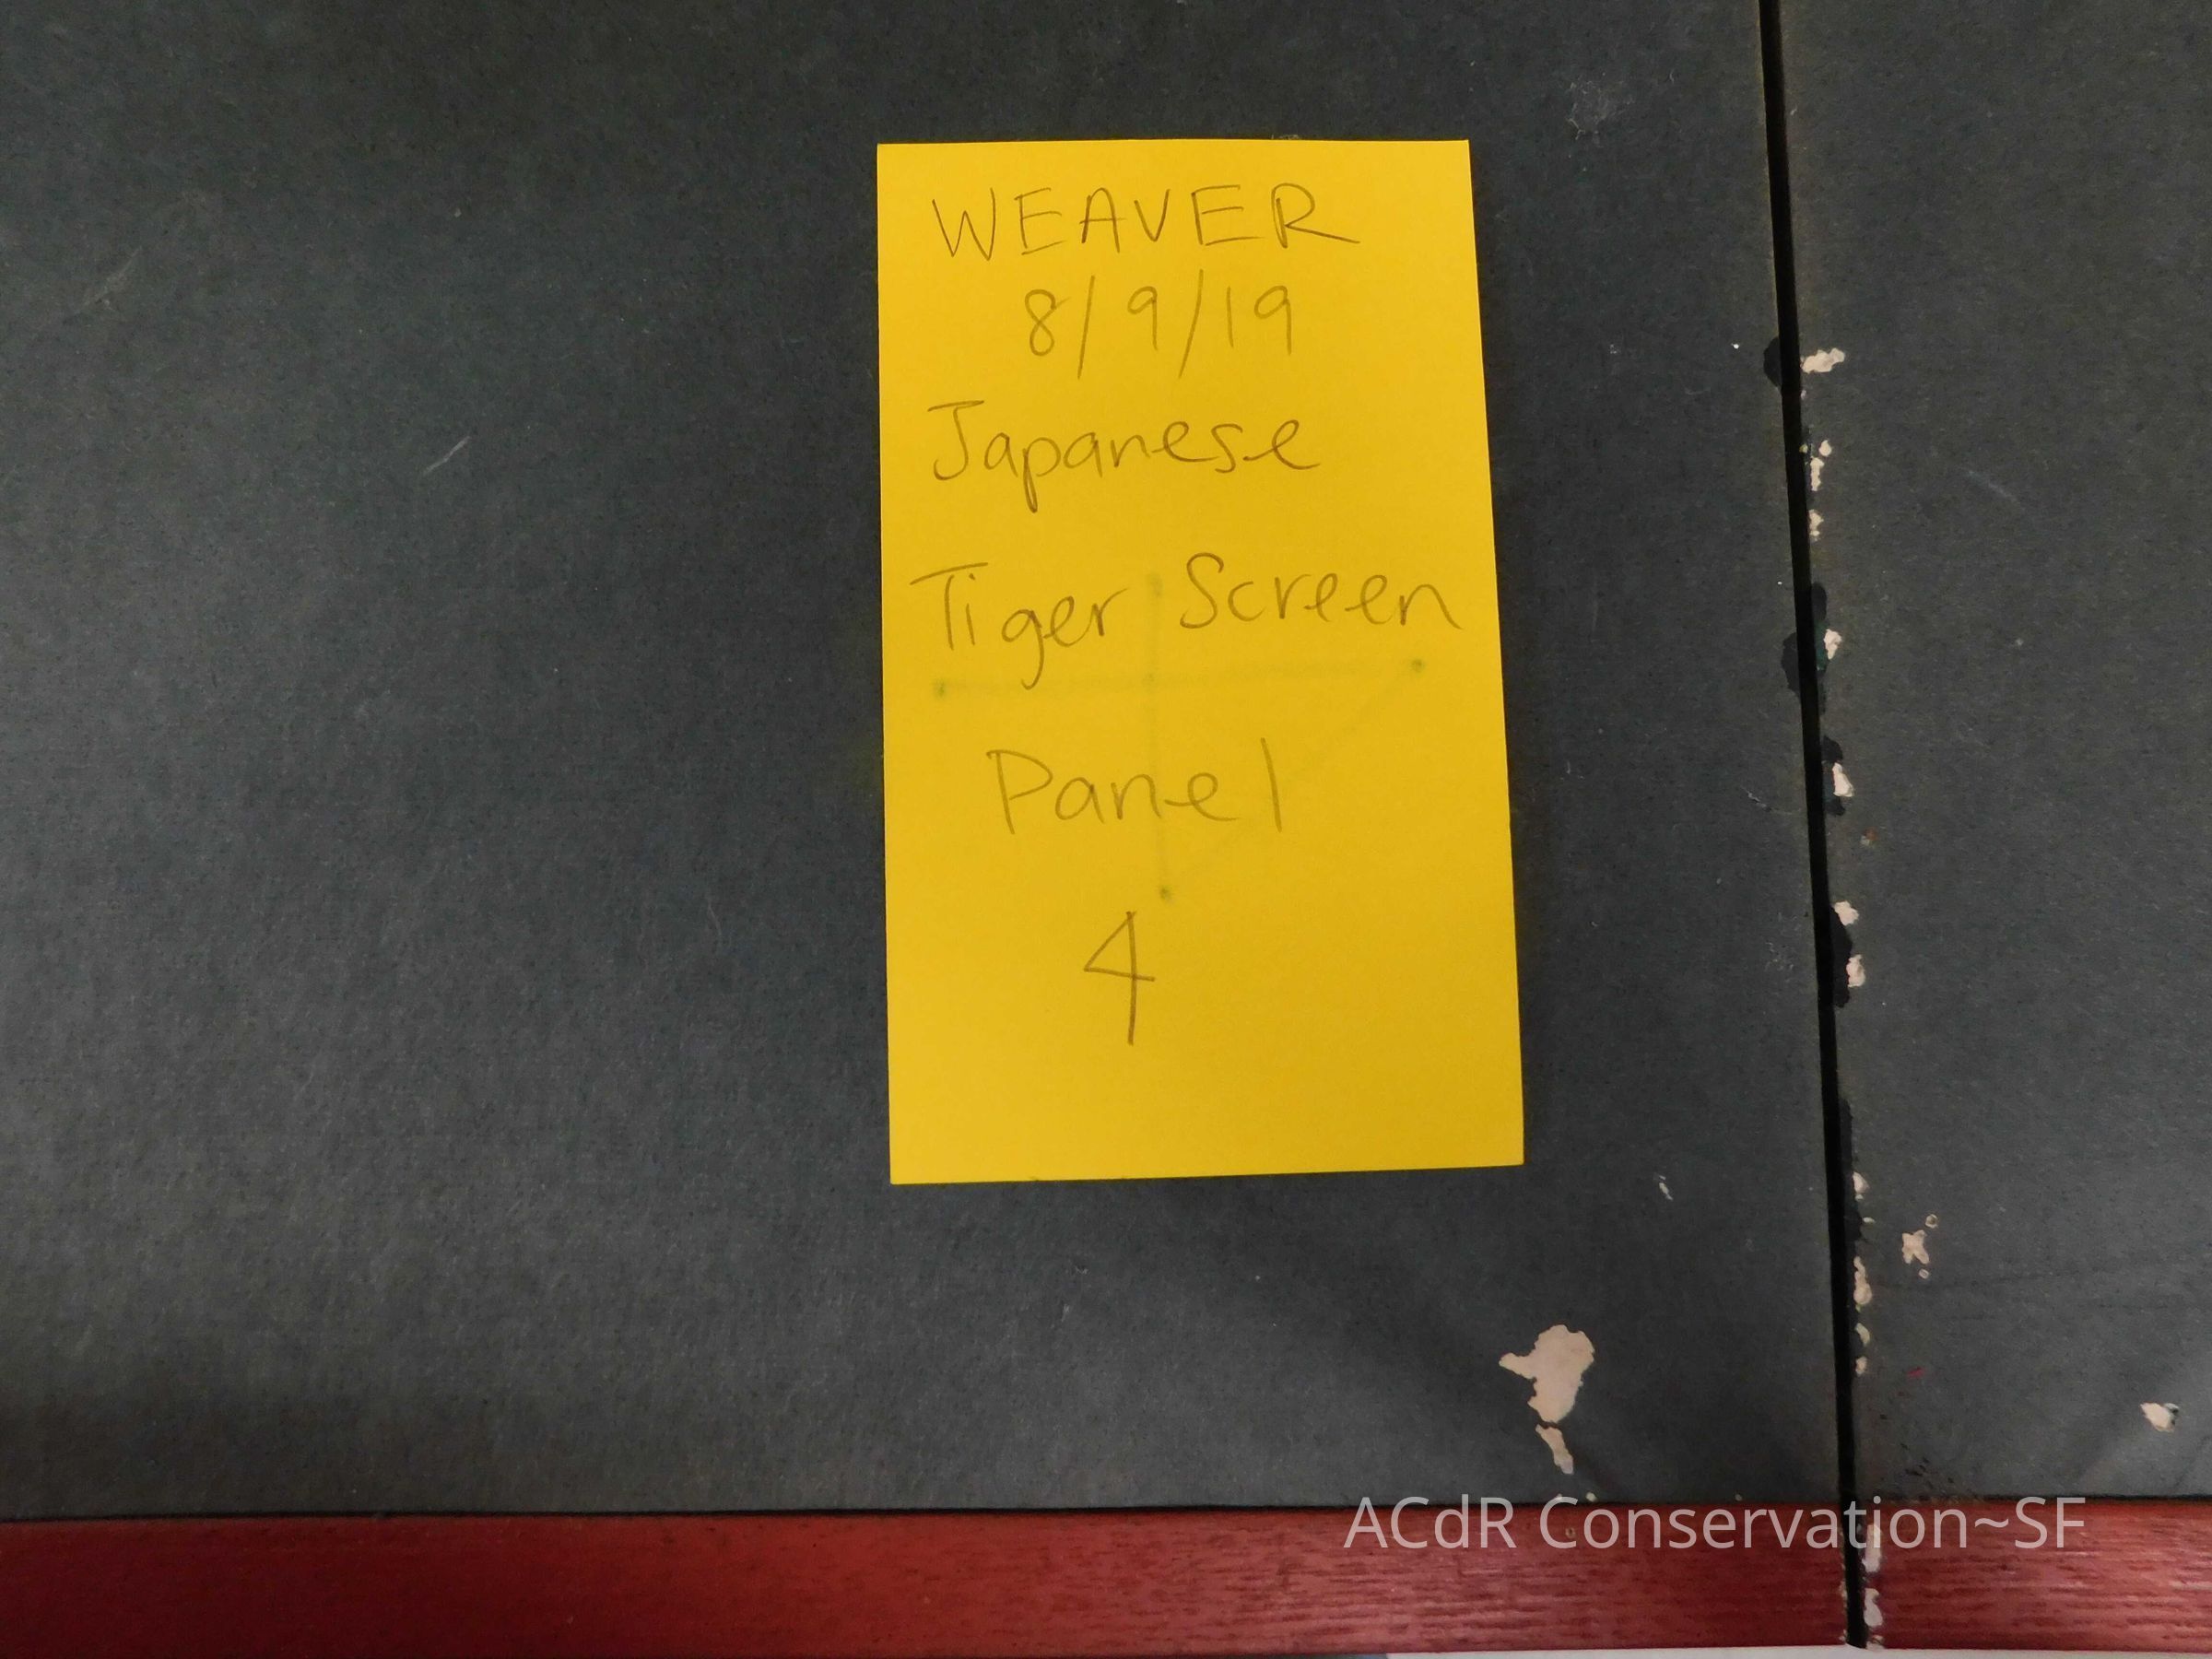 WEAVER
8/9/19
Japanese
Tiger Screen
Panel
4
ACdR Conservation~SF